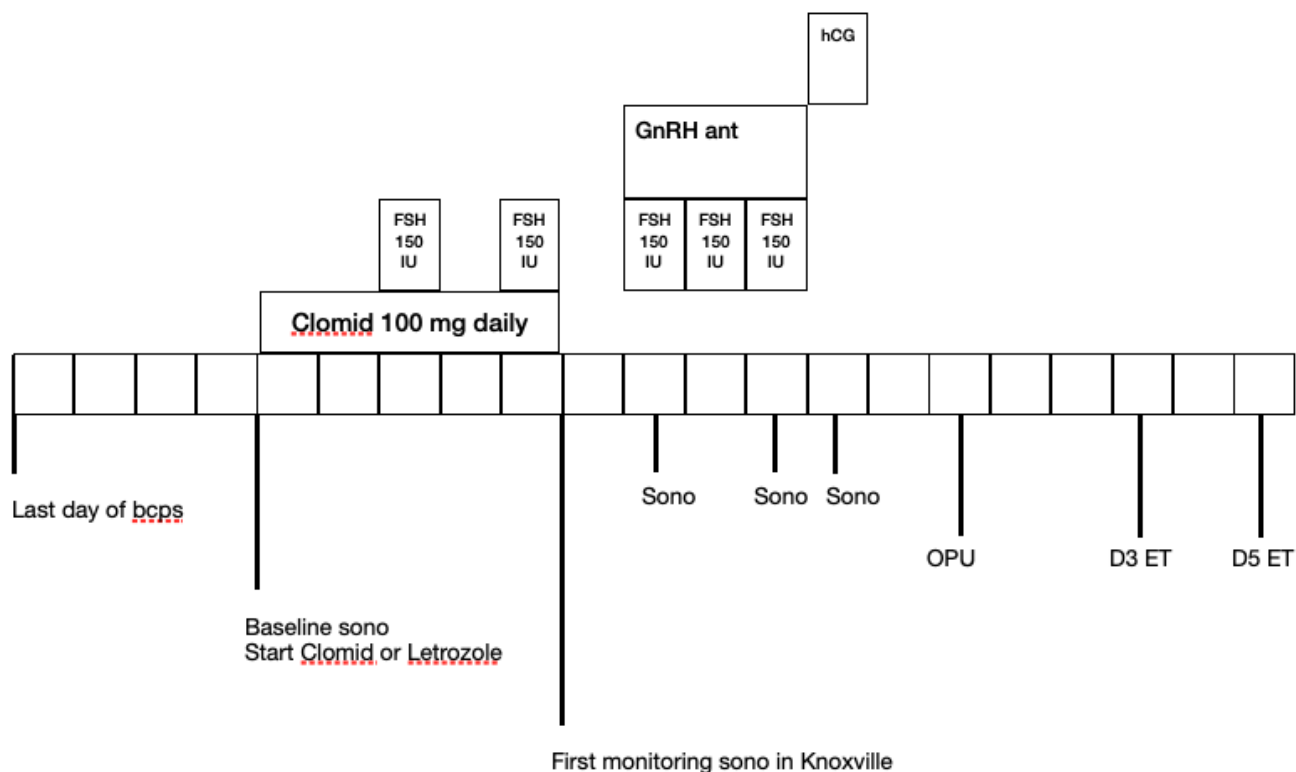 hCG
GnRH ant
FSH
150
IU
FSH
150
IU
FSH
150
IU
FSH
150
IU
FSH
150
IU
Clomid 100 mg daily
Last day of bcps
Sono
Sono
Sono
OPU
D3 ET
D5 ET
Baseline sono
Start Clomid or Letrozole
First monitoring sono in Knoxville